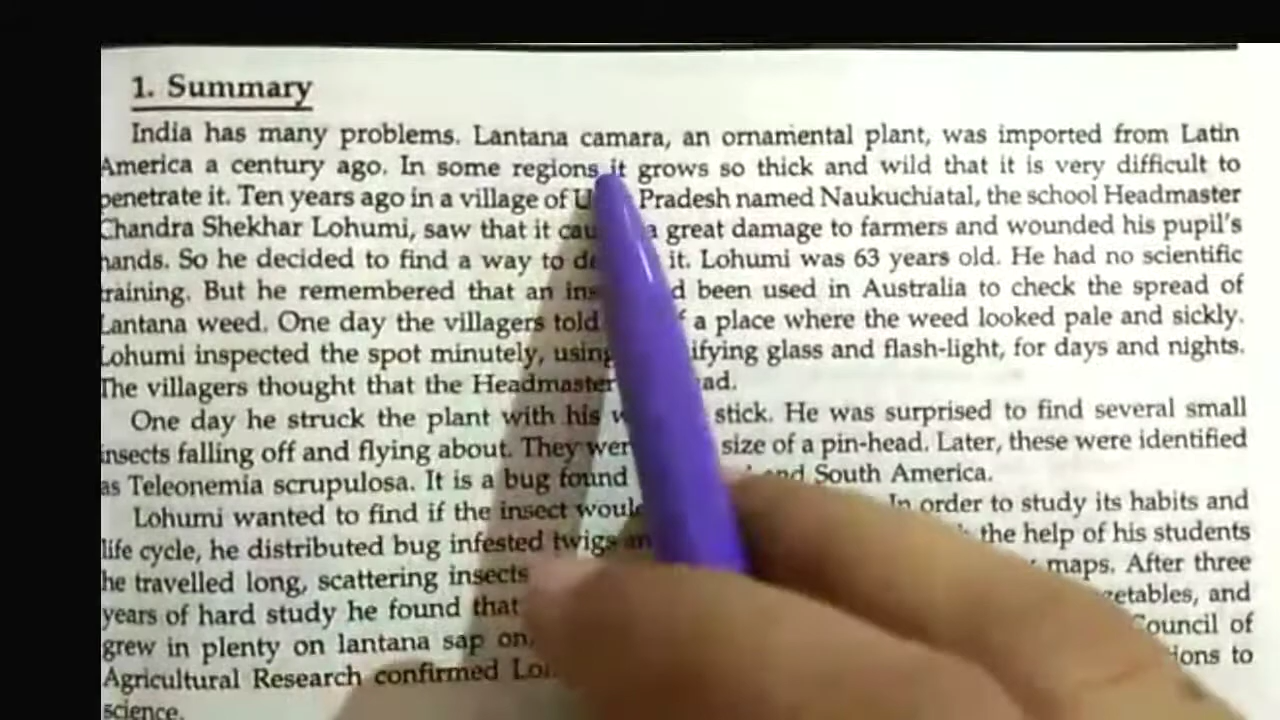 1. Summary
India has many problems. Lantana camara, an ornamental plant, was imported from Latin
America a century ago. In some regions it grows so thick and wild that it is very difficult to
penetrate it. Ten years ago in a village of Pradesh named Naukuchiatal, the school Headmaster
Chandra Shekhar Lohumi, saw that it a great damage to farmers and wounded his pupil's
hands. So he decided to find a way to it. Lohumi was 63 years old. He had no scientific
training. But he remembered that an been used in Australia to check the spread of
Lantana weed. One day the villagers told a place where the weed looked pale and sickly.
Lohumi inspected the spot minutely, using glass and flash-light, for days and nights.
The villagers thought that the Headmaster
One day he struck the plant with his stick. He was surprised to find several small
insects falling off and flying about. They size of a pin-head. Later, these were identified
as Teleonemia scrupulosa. It is a bug found and South America.
Lohumi wanted to find if the insect In order to study its habits and
life cycle, he distributed bug infested twigs the help of his students
he travelled long, scattering insects maps. After three
years of hard study he found that and
grew in plenty on lantana sap Council of
Agricultural Research confirmed to
science.